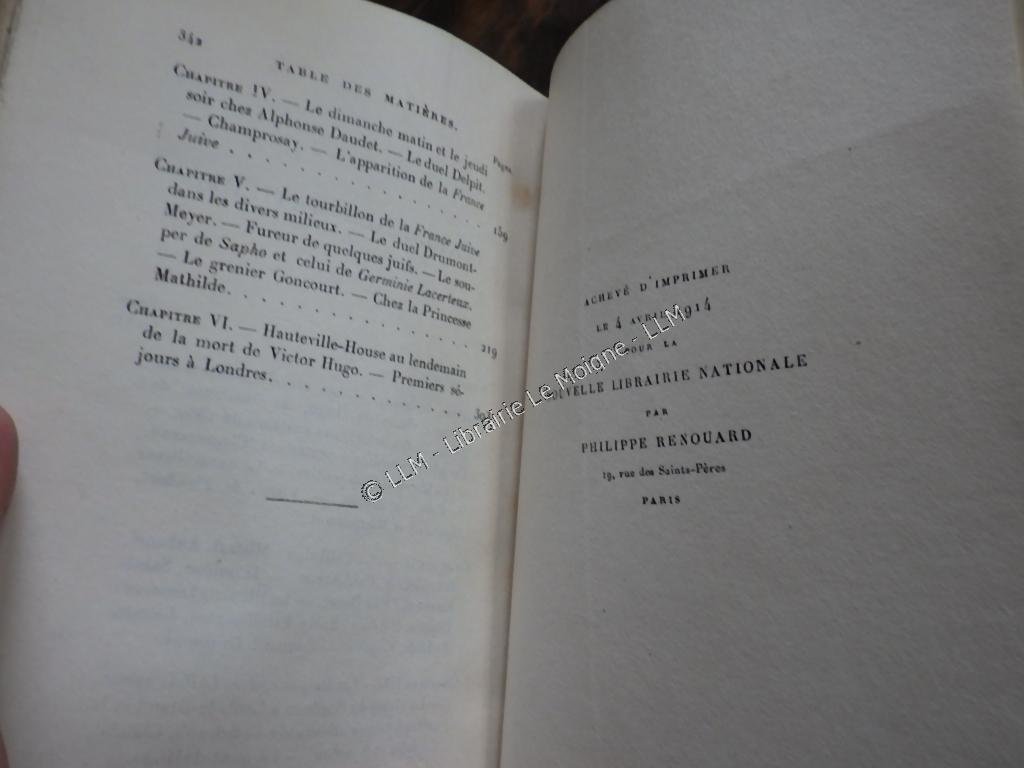 342
TABLE DES MATIÈRES.
Pages.
CHAPITRE IV. — Le dimanche matin et le jeudi
soir chez Alphonse Daudet. — Le duel Delpit.
— Champrosay. — L'apparition de la France
Juive . . . . . . . . . . . . . . . 159
CHAPITRE V. — Le tourbillon de la France Juive
dans les divers milieux. — Le duel Drumont-
Meyer. — Fureur de quelques juifs. — Le sou-
per de Sapho et celui de Germinie Lacerteux.
— Le grenier Goncourt. — Chez la Princesse
Mathilde. . . . . . . . . . . . . . . 219
CHAPITRE VI. — Hauteville-House au lendemain
de la mort de Victor Hugo. — Premiers sé-
jours à Londres. . . . . . . . . . . . .
ACHEVÉ D'IMPRIMER
LE 4 AVRIL 1914
POUR LA
NOUVELLE LIBRAIRIE NATIONALE
PAR
PHILIPPE RENOUARD
19, rue des Saints-Pères
PARIS
© LLM - Librairie Le Moigne - LLM